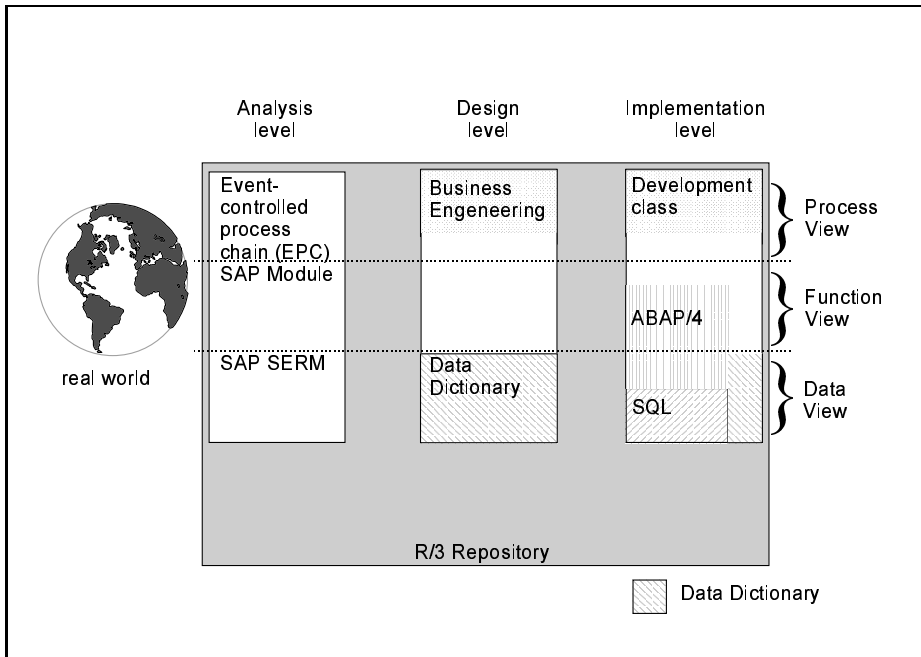 Analysis
level
Design
level
Implementation
level
Event-
controlled
process
chain (EPC)
SAP Module
SAP SERM
Business
Engeneering
Data
Dictionary
Development
class
ABAP/4
SQL
Process
View
Function
View
Data
View
real world
R/3 Repository
Data Dictionary